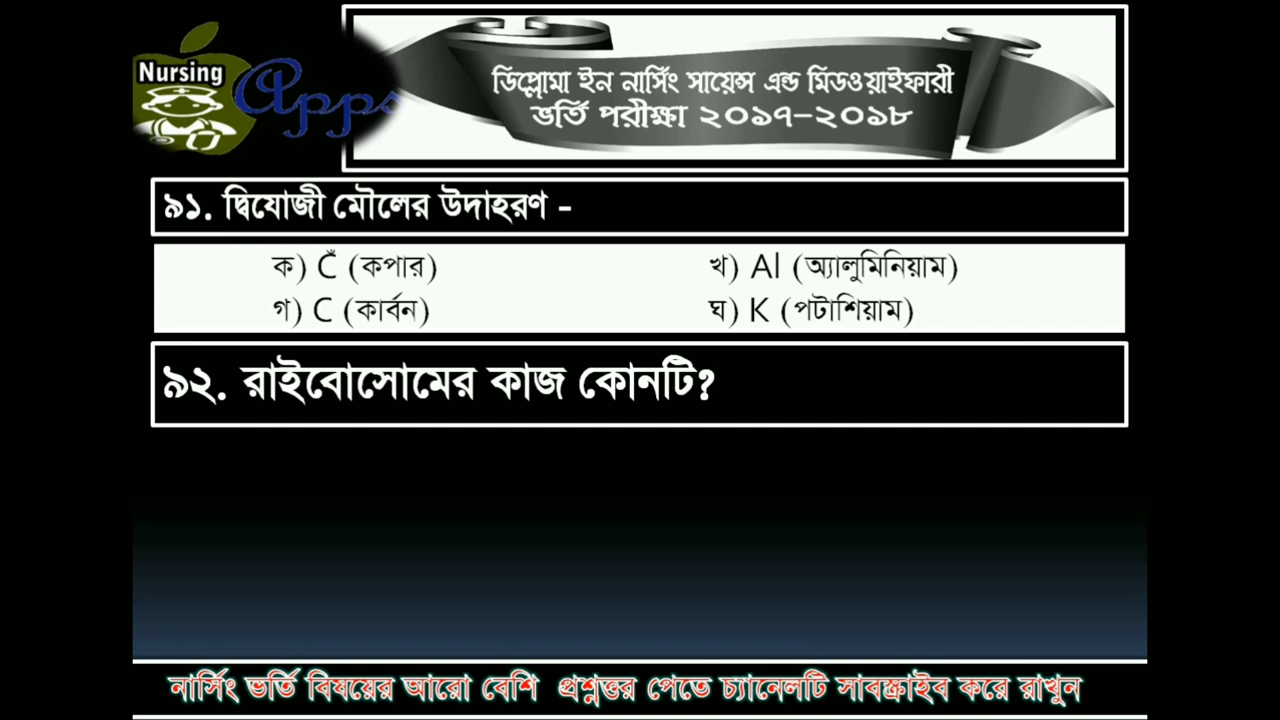 Nursing
Apps
ডিপ্লোমা ইন নার্সিং সায়েন্স এন্ড মিডওয়াইফারী
ভর্তি পরীক্ষা ২০১৭-২০১৮
৯১. দ্বিযোজী মৌলের উদাহরণ -
ক) Cঁ (কপার) খ) Al (অ্যালুমিনিয়াম)
গ) C (কার্বন) ঘ) K (পটাশিয়াম)
৯২. রাইবোসোমের কাজ কোনটি?
নার্সিং ভর্তি বিষয়ের আরো বেশি প্রশ্নত্তর পেতে চ্যানেলটি সাবস্ক্রাইব করে রাখুন